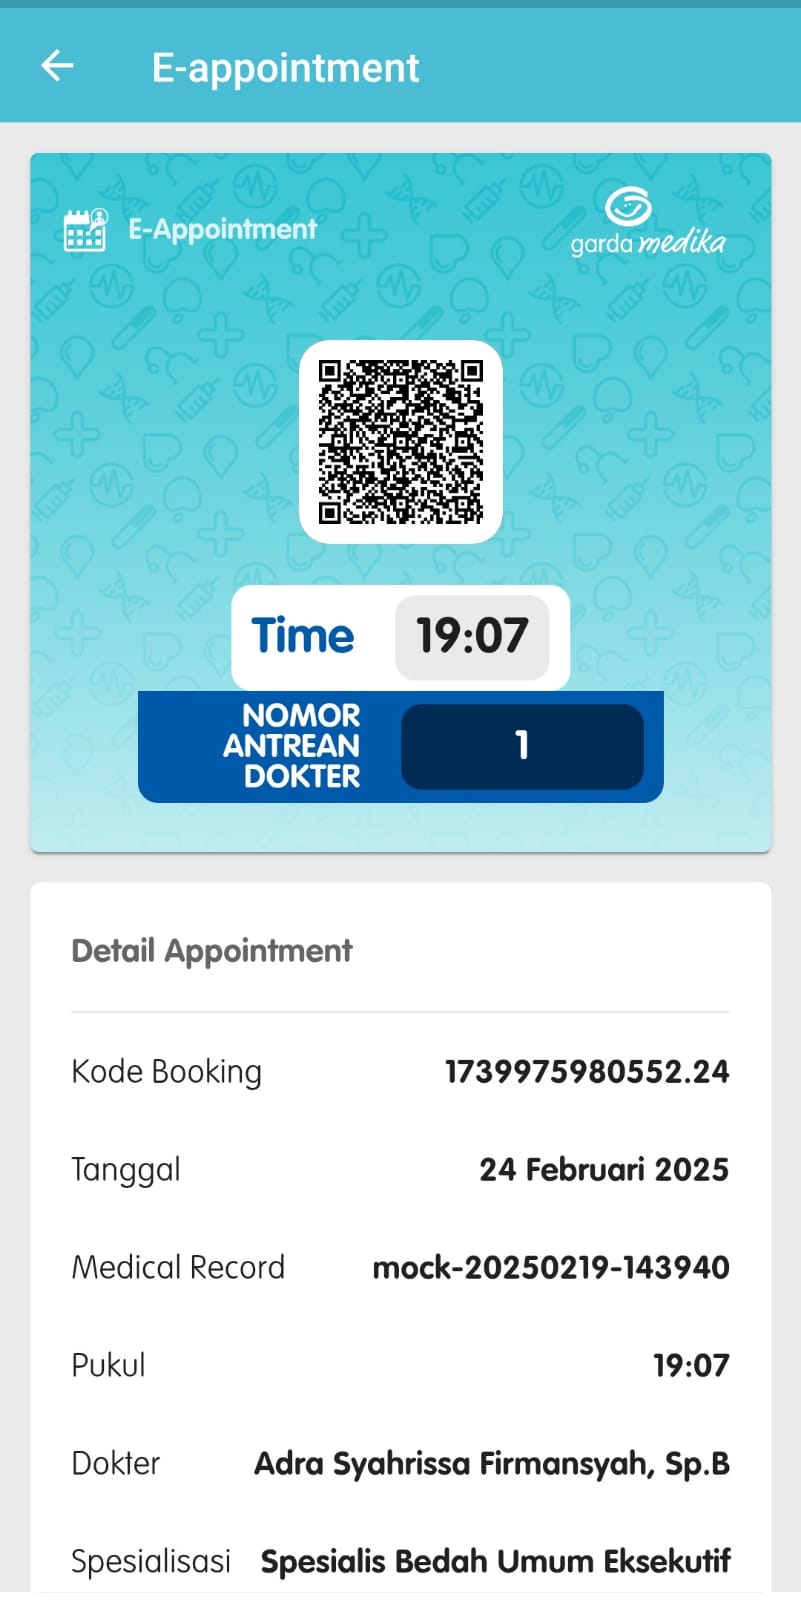 E-appointment
E-Appointment
garda medika
Time 19:07
NOMOR
ANTREAN
DOKTER
1
Detail Appointment
Kode Booking 1739975980552.24
Tanggal 24 Februari 2025
Medical Record mock-20250219-143940
Pukul 19:07
Dokter Adra Syahrissa Firmansyah, Sp.B
Spesialisasi Spesialis Bedah Umum Eksekutif